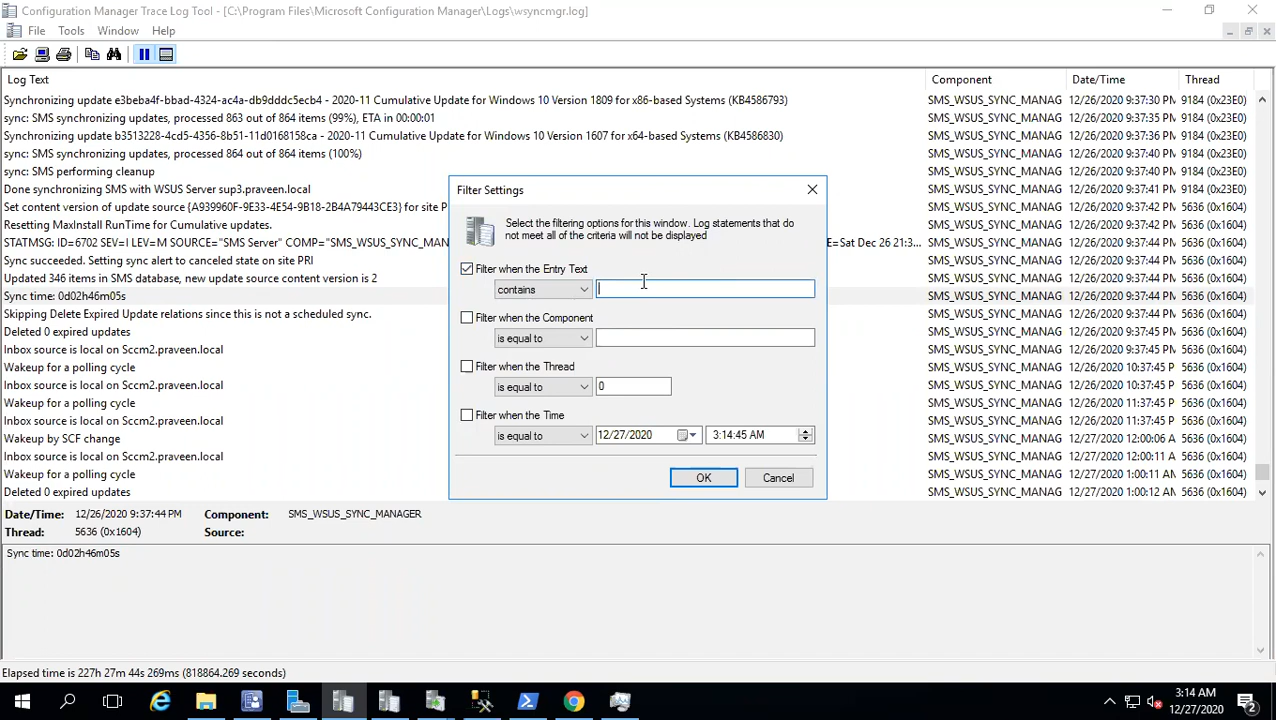 Configuration Manager Trace Log Tool - [C:\Program Files\Microsoft Configuration Manager\Logs\wsyncmgr.log]
File Tools Window Help
Log Text Component Date/Time Thread
Synchronizing update e3beba4f-bbad-4324-ac4a-db9dddc5ecb4 - 2020-11 Cumulative Update for Windows 10 Version 1809 for x86-based Systems (KB4586793) SMS_WSUS_SYNC_MANAG 12/26/2020 9:37:30 PM 9184 (0x23E0)
sync: SMS synchronizing updates, processed 863 out of 864 items (99%), ETA in 00:00:01 SMS_WSUS_SYNC_MANAG 12/26/2020 9:37:35 PM 9184 (0x23E0)
Synchronizing update b3513228-4cd5-4356-8b51-11d0168158ca - 2020-11 Cumulative Update for Windows 10 Version 1607 for x64-based Systems (KB4586830) SMS_WSUS_SYNC_MANAG 12/26/2020 9:37:36 PM 9184 (0x23E0)
sync: SMS synchronizing updates, processed 864 out of 864 items (100%) SMS_WSUS_SYNC_MANAG 12/26/2020 9:37:40 PM 9184 (0x23E0)
sync: SMS performing cleanup SMS_WSUS_SYNC_MANAG 12/26/2020 9:37:40 PM 9184 (0x23E0)
Done synchronizing SMS with WSUS Server sup3.praveen.local SMS_WSUS_SYNC_MANAG 12/26/2020 9:37:41 PM 9184 (0x23E0)
Set content version of update source {A939960F-9E33-4E54-9B18-2B4A79443CE3} for site P SMS_WSUS_SYNC_MANAG 12/26/2020 9:37:44 PM 5636 (0x1604)
Resetting MaxInstall RunTime for Cumulative updates. SMS_WSUS_SYNC_MANAG 12/26/2020 9:37:44 PM 5636 (0x1604)
STATMSG: ID=6702 SEV=I LEV=M SOURCE="SMS Server" COMP="SMS_WSUS_SYNC_MAN E=Sat Dec 26 21:3... SMS_WSUS_SYNC_MANAG 12/26/2020 9:37:44 PM 5636 (0x1604)
Sync succeeded. Setting sync alert to canceled state on site PRI SMS_WSUS_SYNC_MANAG 12/26/2020 9:37:44 PM 5636 (0x1604)
Updated 346 items in SMS database, new update source content version is 2 SMS_WSUS_SYNC_MANAG 12/26/2020 9:37:44 PM 5636 (0x1604)
Sync time: 0d02h46m05s SMS_WSUS_SYNC_MANAG 12/26/2020 9:37:44 PM 5636 (0x1604)
Skipping Delete Expired Update relations since this is not a scheduled sync. SMS_WSUS_SYNC_MANAG 12/26/2020 9:37:44 PM 5636 (0x1604)
Deleted 0 expired updates SMS_WSUS_SYNC_MANAG 12/26/2020 9:37:44 PM 5636 (0x1604)
Inbox source is local on Sccm2.praveen.local SMS_WSUS_SYNC_MANAG 12/26/2020 9:37:45 PM 5636 (0x1604)
Wakeup for a polling cycle SMS_WSUS_SYNC_MANAG 12/26/2020 10:37:45 P 5636 (0x1604)
Inbox source is local on Sccm2.praveen.local SMS_WSUS_SYNC_MANAG 12/26/2020 10:37:45 P 5636 (0x1604)
Wakeup for a polling cycle SMS_WSUS_SYNC_MANAG 12/26/2020 11:37:45 P 5636 (0x1604)
Inbox source is local on Sccm2.praveen.local SMS_WSUS_SYNC_MANAG 12/26/2020 11:37:45 P 5636 (0x1604)
Wakeup by SCF change SMS_WSUS_SYNC_MANAG 12/27/2020 12:00:06 A 5636 (0x1604)
Inbox source is local on Sccm2.praveen.local SMS_WSUS_SYNC_MANAG 12/27/2020 12:00:11 A 5636 (0x1604)
Wakeup for a polling cycle SMS_WSUS_SYNC_MANAG 12/27/2020 1:00:11 AM 5636 (0x1604)
Deleted 0 expired updates SMS_WSUS_SYNC_MANAG 12/27/2020 1:00:12 AM 5636 (0x1604)
Filter Settings
Select the filtering options for this window. Log statements that do
not meet all of the criteria will not be displayed
Filter when the Entry Text
contains
Filter when the Component
is equal to
Filter when the Thread
is equal to 0
Filter when the Time
is equal to 12/27/2020 3:14:45 AM
OK Cancel
Date/Time: 12/26/2020 9:37:44 PM Component: SMS_WSUS_SYNC_MANAGER
Thread: 5636 (0x1604) Source:
Sync time: 0d02h46m05s
Elapsed time is 227h 27m 44s 269ms (818864.269 seconds)
3:14 AM
12/27/2020
2